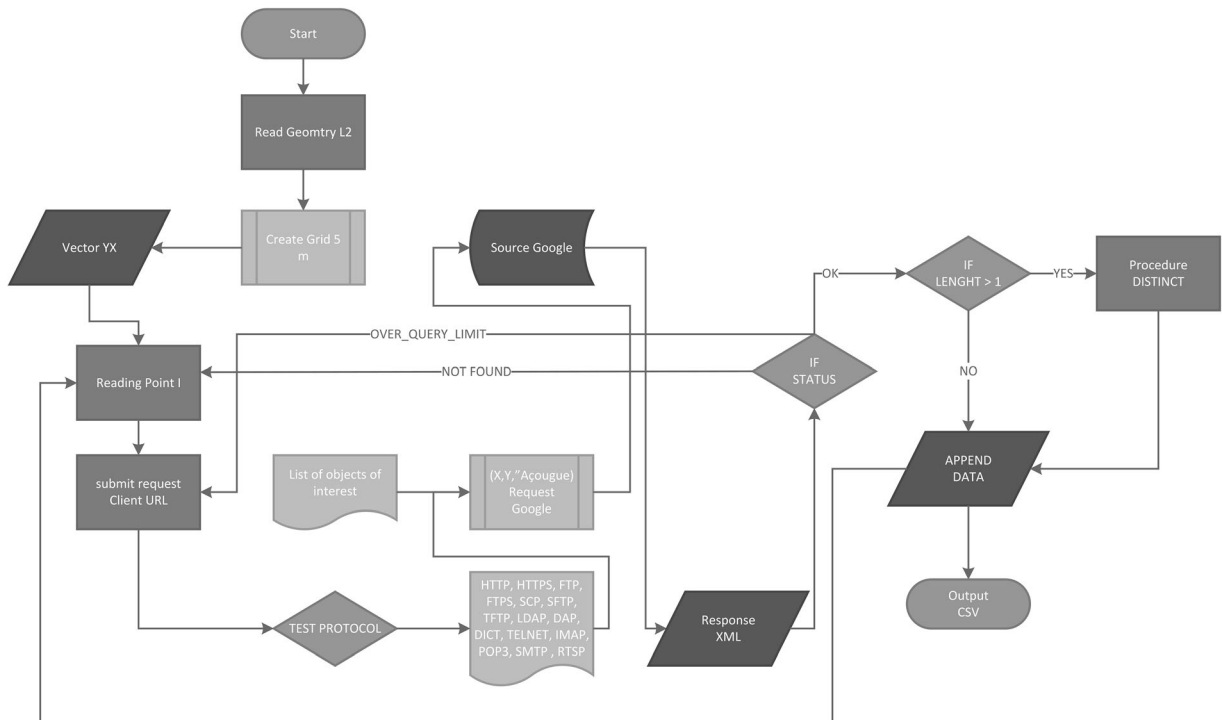 Start
Read Geomtry L2
Create Grid 5
m
Vector YX
Source Google
IF
LENGHT > 1
Procedure
DISTINCT
OK
YES
OVER_QUERY_LIMIT
IF
STATUS
NOT FOUND
NO
Reading Point I
List of objects of
interest
(X,Y,”Açougue)
Request
Google
APPEND
DATA
submit request
Client URL
TEST PROTOCOL
HTTP, HTTPS, FTP,
FTPS, SCP, SFTP,
TFTP, LDAP, DAP,
DICT, TELNET, IMAP,
POP3, SMTP , RTSP
Response
XML
Output
CSV